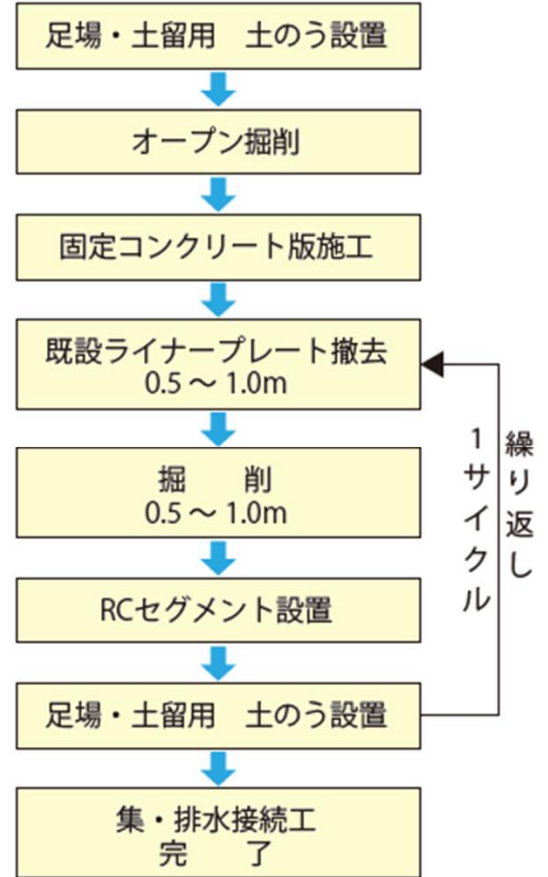 足場・土留用　土のう設置
オープン掘削
固定コンクリート版施工
既設ライナープレート撤去
0.5 ～ 1.0m
掘　　削
0.5 ～ 1.0m
RCセグメント設置
足場・土留用　土のう設置
集・排水接続工
完　　了
繰り返し
1サイクル